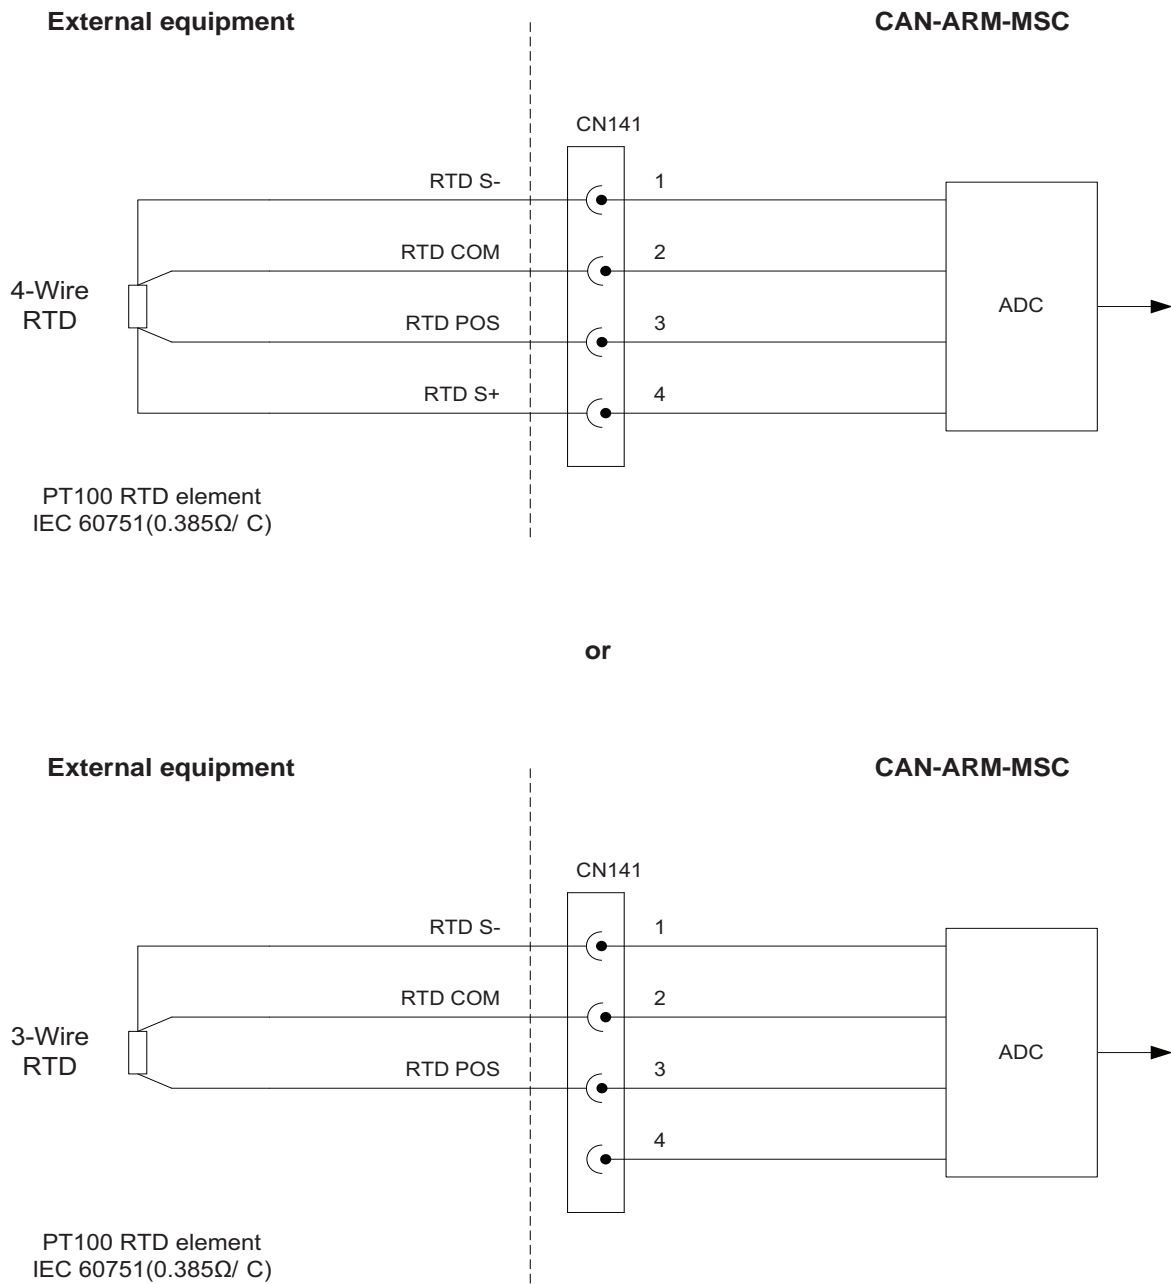 External equipment
CAN-ARM-MSC
CN141
RTD S-
1
RTD COM
2
4-Wire
RTD
RTD POS
3
ADC
RTD S+
4
PT100 RTD element
IEC 60751(0.385Ω/ C)
or
External equipment
CAN-ARM-MSC
CN141
RTD S-
1
RTD COM
2
3-Wire
RTD
RTD POS
3
ADC
4
PT100 RTD element
IEC 60751(0.385Ω/ C)